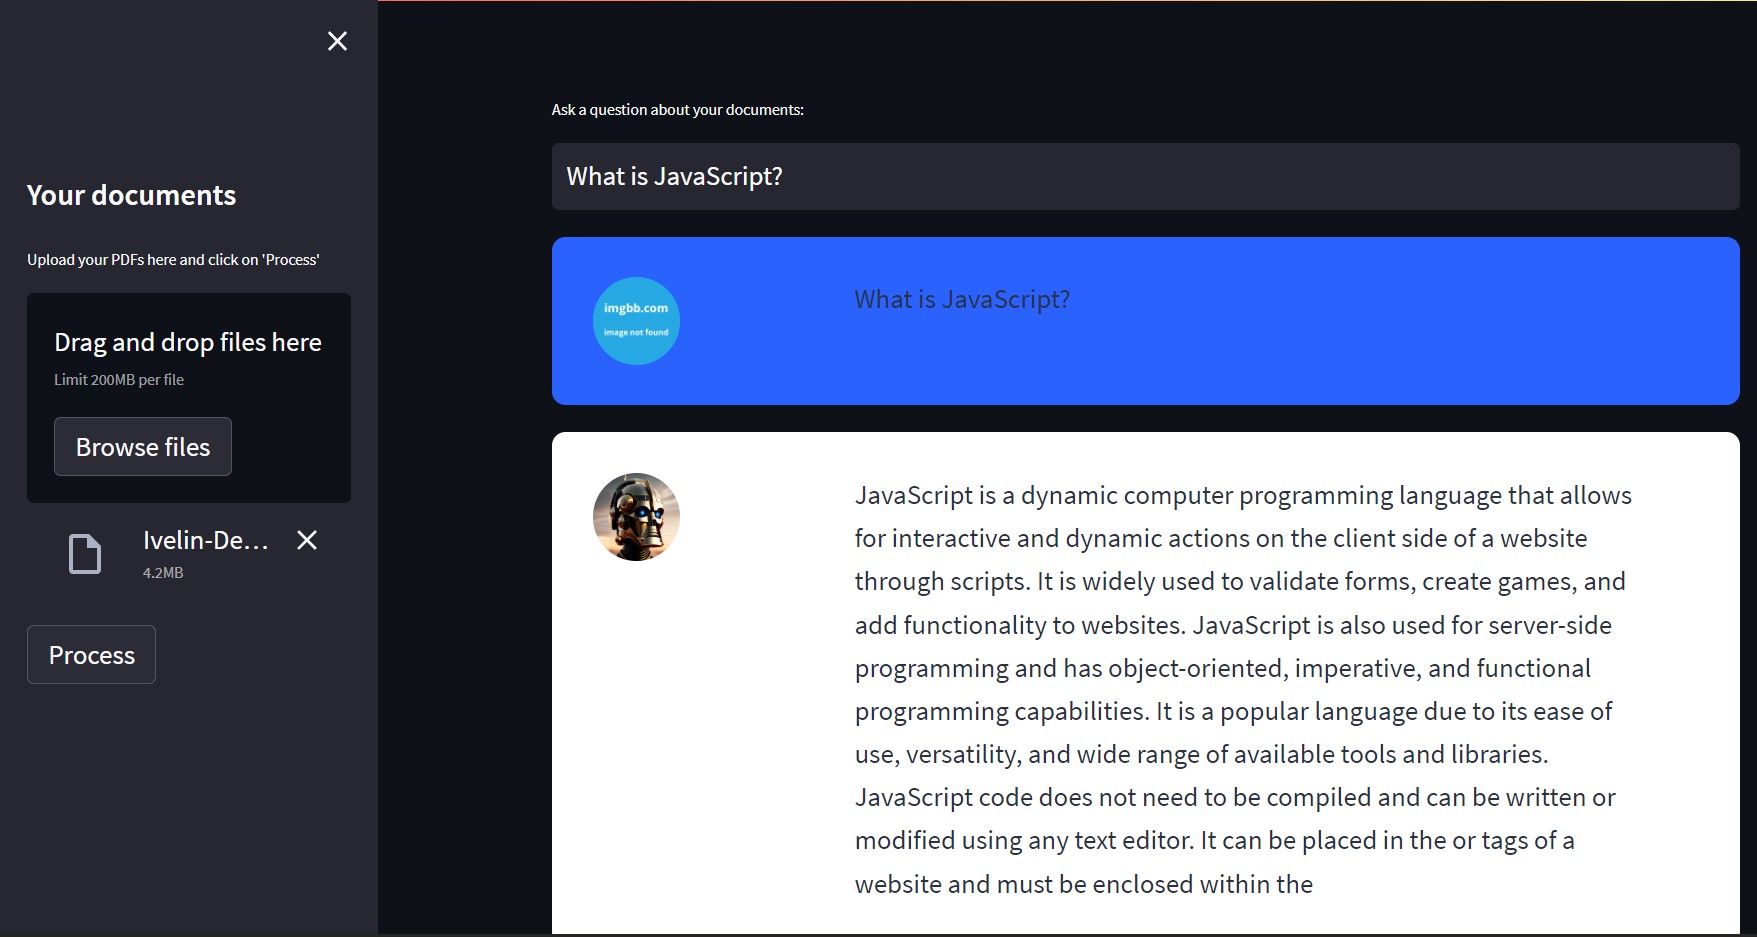 Your documents
Upload your PDFs here and click on 'Process'
Drag and drop files here
Limit 200MB per file
Browse files
Ivelin-De...
4.2MB
Process
Ask a question about your documents:
What is JavaScript?
imgbb.com
image not found
What is JavaScript?
JavaScript is a dynamic computer programming language that allows
for interactive and dynamic actions on the client side of a website
through scripts. It is widely used to validate forms, create games, and
add functionality to websites. JavaScript is also used for server-side
programming and has object-oriented, imperative, and functional
programming capabilities. It is a popular language due to its ease of
use, versatility, and wide range of available tools and libraries.
JavaScript code does not need to be compiled and can be written or
modified using any text editor. It can be placed in the or tags of a
website and must be enclosed within the